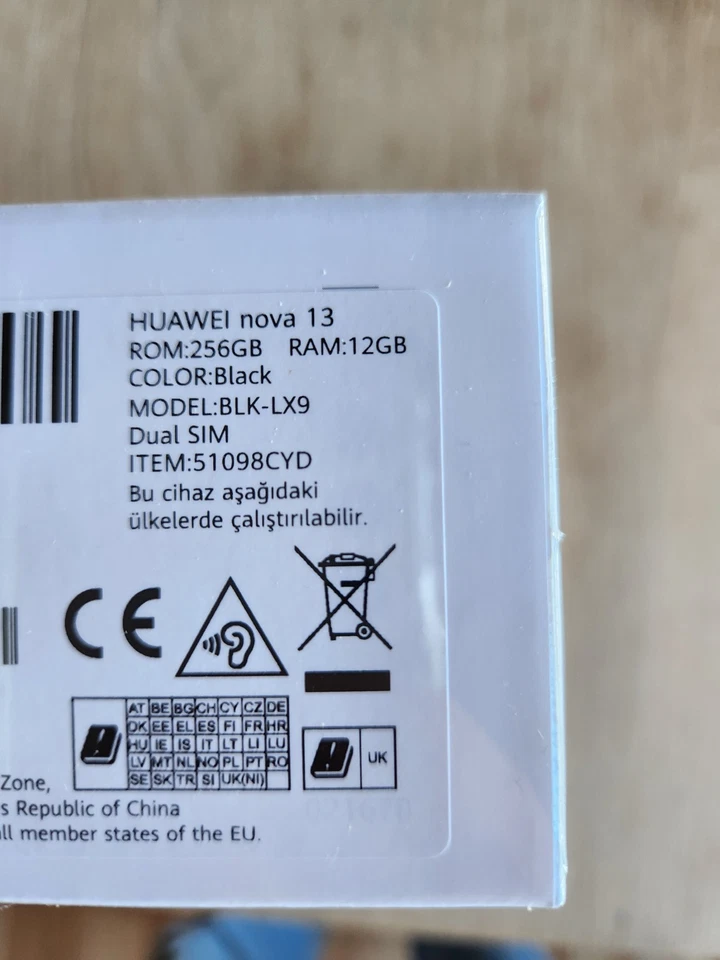 HUAWEI nova 13
ROM:256GB RAM:12GB
COLOR:Black
MODEL:BLK-LX9
Dual SIM
ITEM:51098CYD
Bu cihaz aşağıdaki
ülkelerde çalıştırılabilir.
CE
AT BE BG CH CY CZ DE
DK EE EL ES FI FR HR
HU IE IS IT LT LI LU
LV MT NL NO PL PT RO
SE SK TR SI UK(NI)
UK
Zone,
s Republic of China
ll member states of the EU.